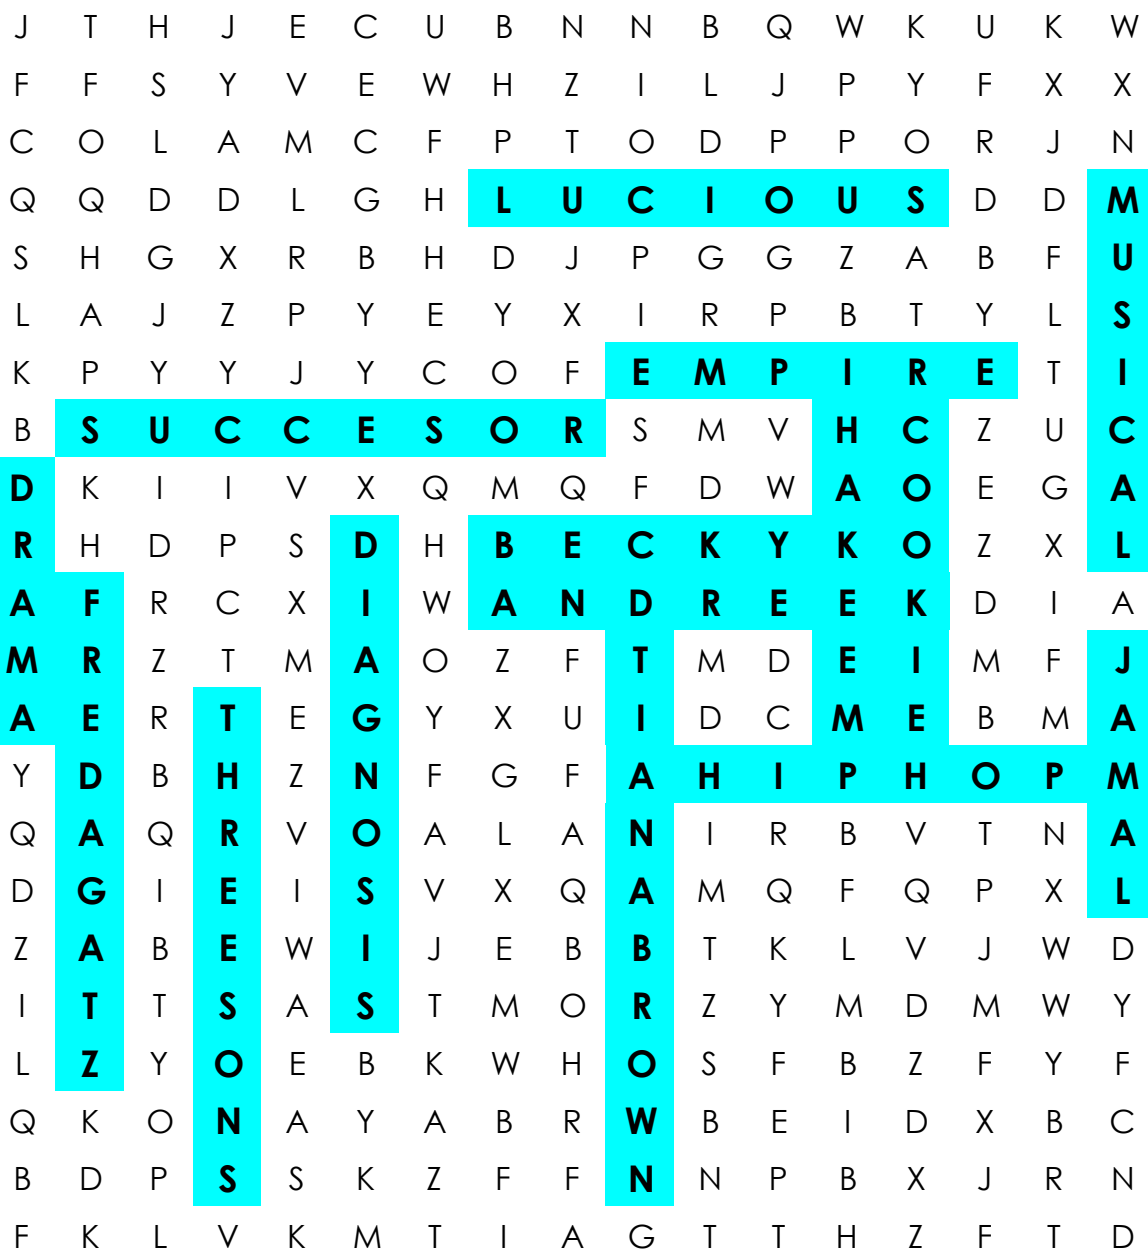 J T H J E C U B N N B Q W K U K W
F F S Y V E W H Z I L J P Y F X X
C O L A M C F P T O D P P O R J N
Q Q D D L G H L U C I O U S D D M
S H G X R B H D J P G G Z A B F U
L A J Z P Y E Y X I R P B T Y L S
K P Y Y J Y C O F E M P I R E T I
B S U C C E S O R S M V H C Z U C
D K I I V X Q M Q F D W A O E G A
R H D P S D H B E C K Y K O Z X L
A F R C X I W A N D R E E K D I A
M R Z T M A O Z F T M D E I M F J
A E R T E G Y X U I D C M E B M A
Y D B H Z N F G F A H I P H O P M
Q A Q R V O A L A N I R B V T N A
D G I E I S V X Q A M Q F Q P X L
Z A B E W I J E B B T K L V J W D
I T T S A S T M O R Z Y M D M W Y
L Z Y O E B K W H O S F B Z F Y F
Q K O N A Y A B R W B E I D X B C
B D P S S K Z F F N N P B X J R N
F K L V K M T I A G T T H Z F T D